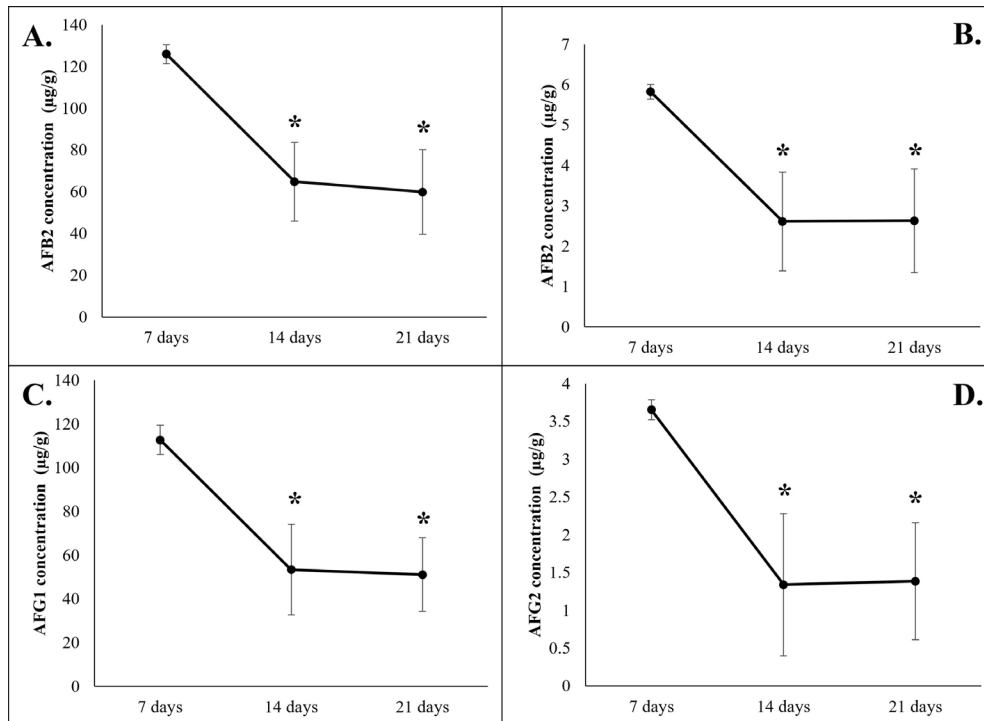 A.
AFB2 concentration (µg/g)
140
120
100
80
60
40
20
0
*
*
7 days
14 days
21 days
B.
AFB2 concentration (µg/g)
7
6
5
4
3
2
1
0
*
*
7 days
14 days
21 days
C.
AFG1 concentration (µg/g)
140
120
100
80
60
40
20
0
*
*
7 days
14 days
21 days
D.
AFG2 concentration (µg/g)
4
3.5
3
2.5
2
1.5
1
0.5
0
*
*
7 days
14 days
21 days